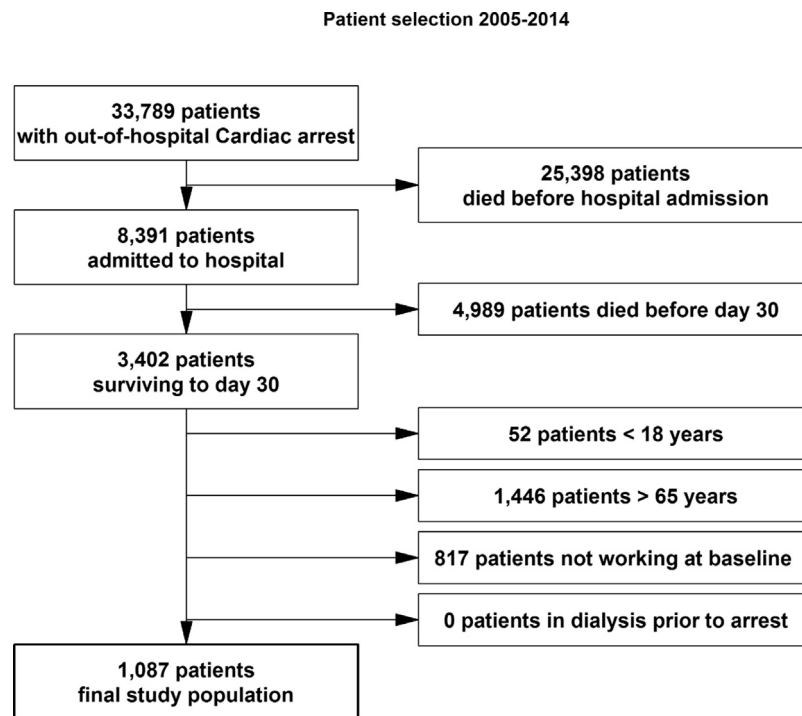 Patient selection 2005-2014
33,789 patients
with out-of-hospital Cardiac arrest
25,398 patients
died before hospital admission
8,391 patients
admitted to hospital
4,989 patients died before day 30
3,402 patients
surviving to day 30
52 patients < 18 years
1,446 patients > 65 years
817 patients not working at baseline
0 patients in dialysis prior to arrest
1,087 patients
final study population